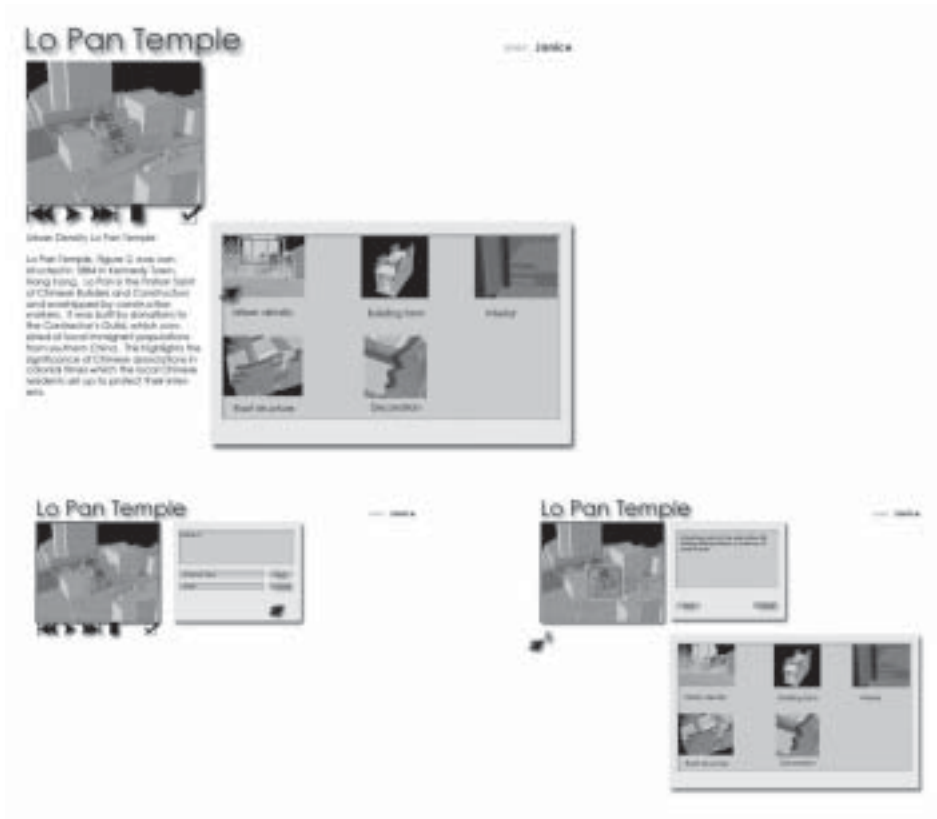 Lo Pan Temple
Janice
Urban Density Lo Pan Temple
Lo Pan Temple, Figure 2, was con-
structed in 1884 in Kennedy Town,
Hong Kong. Lo Pan is the Patron Saint
of Chinese Builders and Construction
and worshipped by construction
workers. It was built by donations to
the Contractor's Guild, which con-
sisted of local immigrant populations
from southern China. This highlights the
significance of Chinese associations in
colonial times which the local Chinese
residents set up to protect their inter-
ests.
Urban density
Building form
Interior
Roof structure
Decoration
Lo Pan Temple
Janice
Lo Pan Temple
Janice
Urban density
Building form
Interior
Roof structure
Decoration